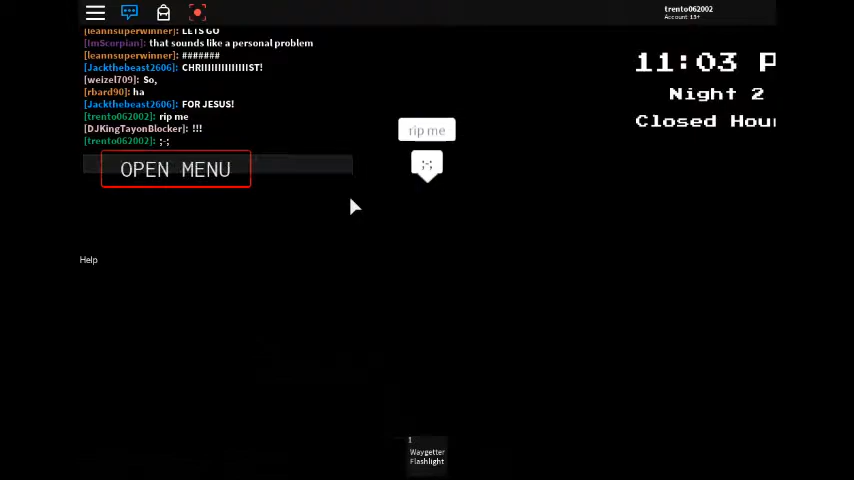 trento062002
Account 13+
[leannsuperwinner]: LETS GO
[ImScorpian]: that sounds like a personal problem
[leannsuperwinner]: #######
[Jackthebeast2606]: CHRIIIIIIIIIIIIIST!
[weizel709]: So,
[rbard90]: ha
[Jackthebeast2606]: FOR JESUS!
[trento062002]: rip me
[DJKingTayonBlocker]: !!!
[trento062002]: ;-;
OPEN MENU
rip me
;-;
11:03 P
Night 2
Closed Hou
Help
1
Waygetter
Flashlight